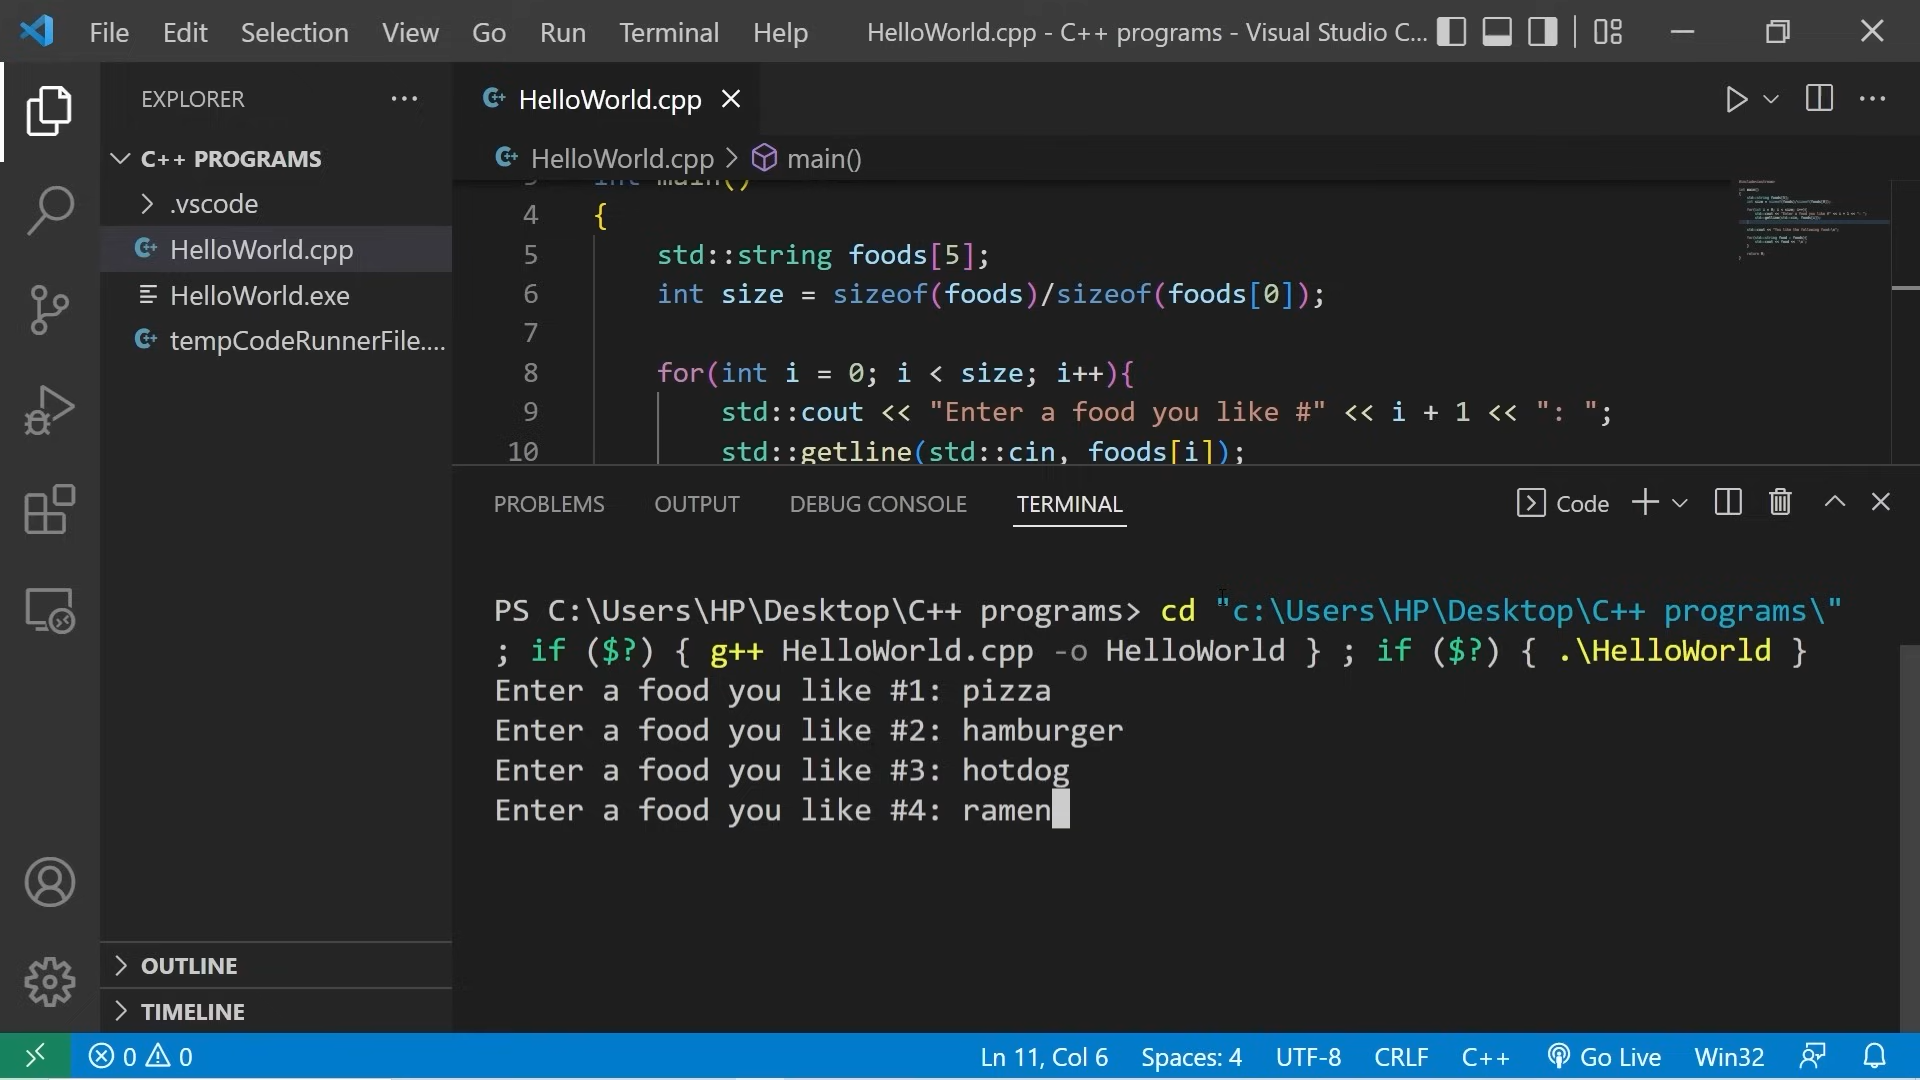 File Edit Selection View Go Run Terminal Help HelloWorld.cpp - C++ programs - Visual Studio C...
EXPLORER
HelloWorld.cpp
C++ PROGRAMS
HelloWorld.cpp > main()
.vscode
HelloWorld.cpp
HelloWorld.exe
tempCodeRunnerFile....
3 int main()
4 {
5 std::string foods[5];
6 int size = sizeof(foods)/sizeof(foods[0]);
7
8 for(int i = 0; i < size; i++){
9 std::cout << "Enter a food you like #" << i + 1 << ": ";
10 std::getline(std::cin, foods[i]);
PROBLEMS OUTPUT DEBUG CONSOLE TERMINAL Code
PS C:\Users\HP\Desktop\C++ programs> cd "c:\Users\HP\Desktop\C++ programs\"
; if ($?) { g++ HelloWorld.cpp -o HelloWorld } ; if ($?) { .\HelloWorld }
Enter a food you like #1: pizza
Enter a food you like #2: hamburger
Enter a food you like #3: hotdog
Enter a food you like #4: ramen
OUTLINE
TIMELINE
0 0 Ln 11, Col 6 Spaces: 4 UTF-8 CRLF C++ Go Live Win32